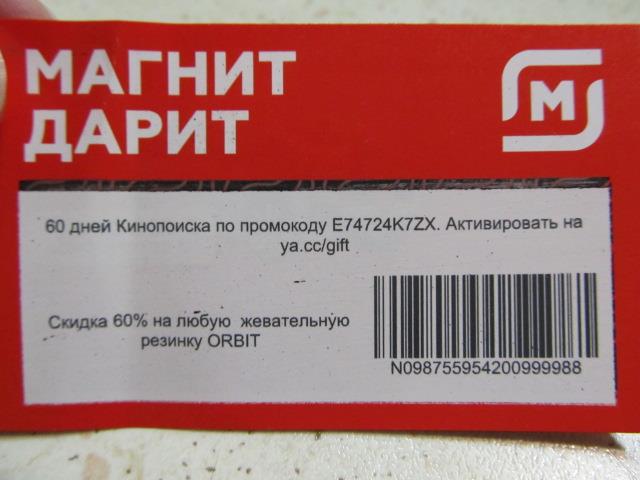 МАГНИТ
ДАРИТ
М
60 дней Кинопоиска по промокоду E74724K7ZX. Активировать на
ya.cc/gift
Скидка 60% на любую жевательную
резинку ORBIT
N098755954200999988